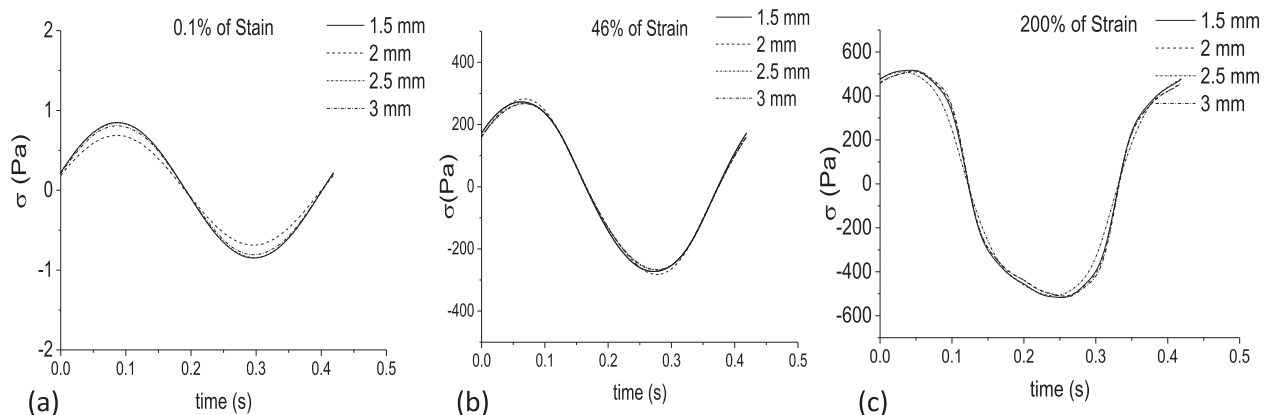 0.1% of Stain
1.5 mm
2 mm
2.5 mm
3 mm
σ (Pa)
2
1
0
-1
-2
0.0 0.1 0.2 0.3 0.4 0.5
time (s)
(a)
46% of Strain
1.5 mm
2 mm
2.5 mm
3 mm
σ(Pa)
400
200
0
-200
-400
0.0 0.1 0.2 0.3 0.4 0.5
time (s)
(b)
200% of Strain
1.5 mm
2 mm
2.5 mm
3 mm
σ (Pa)
600
400
200
0
-200
-400
-600
0.0 0.1 0.2 0.3 0.4 0.5
time (s)
(c)